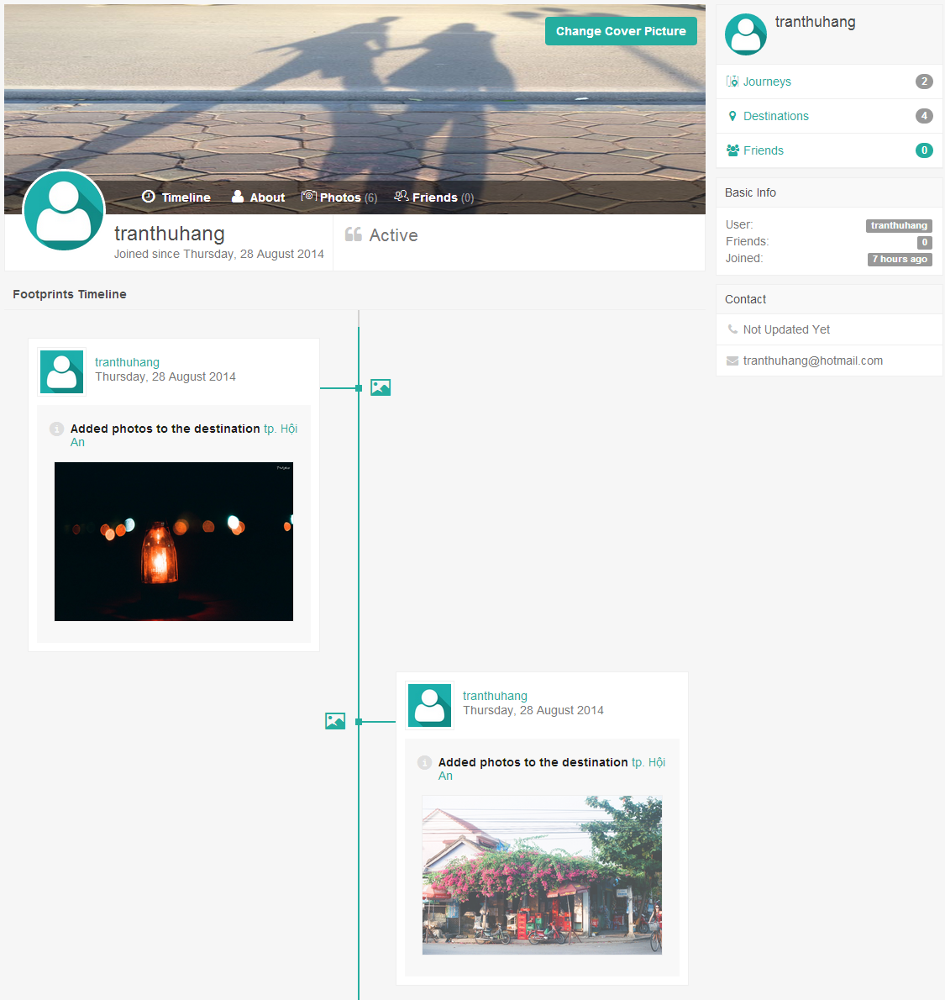 Change Cover Picture
Timeline
About
Photos (6)
Friends (0)
tranthuhang
Joined since Thursday, 28 August 2014
Active
Footprints Timeline
tranthuhang
Thursday, 28 August 2014
Added photos to the destination tp. Hội
An
tranthuhang
Thursday, 28 August 2014
Added photos to the destination tp. Hội
An
tranthuhang
Journeys 2
Destinations 4
Friends 0
Basic Info
User: tranthuhang
Friends: 0
Joined: 7 hours ago
Contact
Not Updated Yet
tranthuhang@hotmail.com